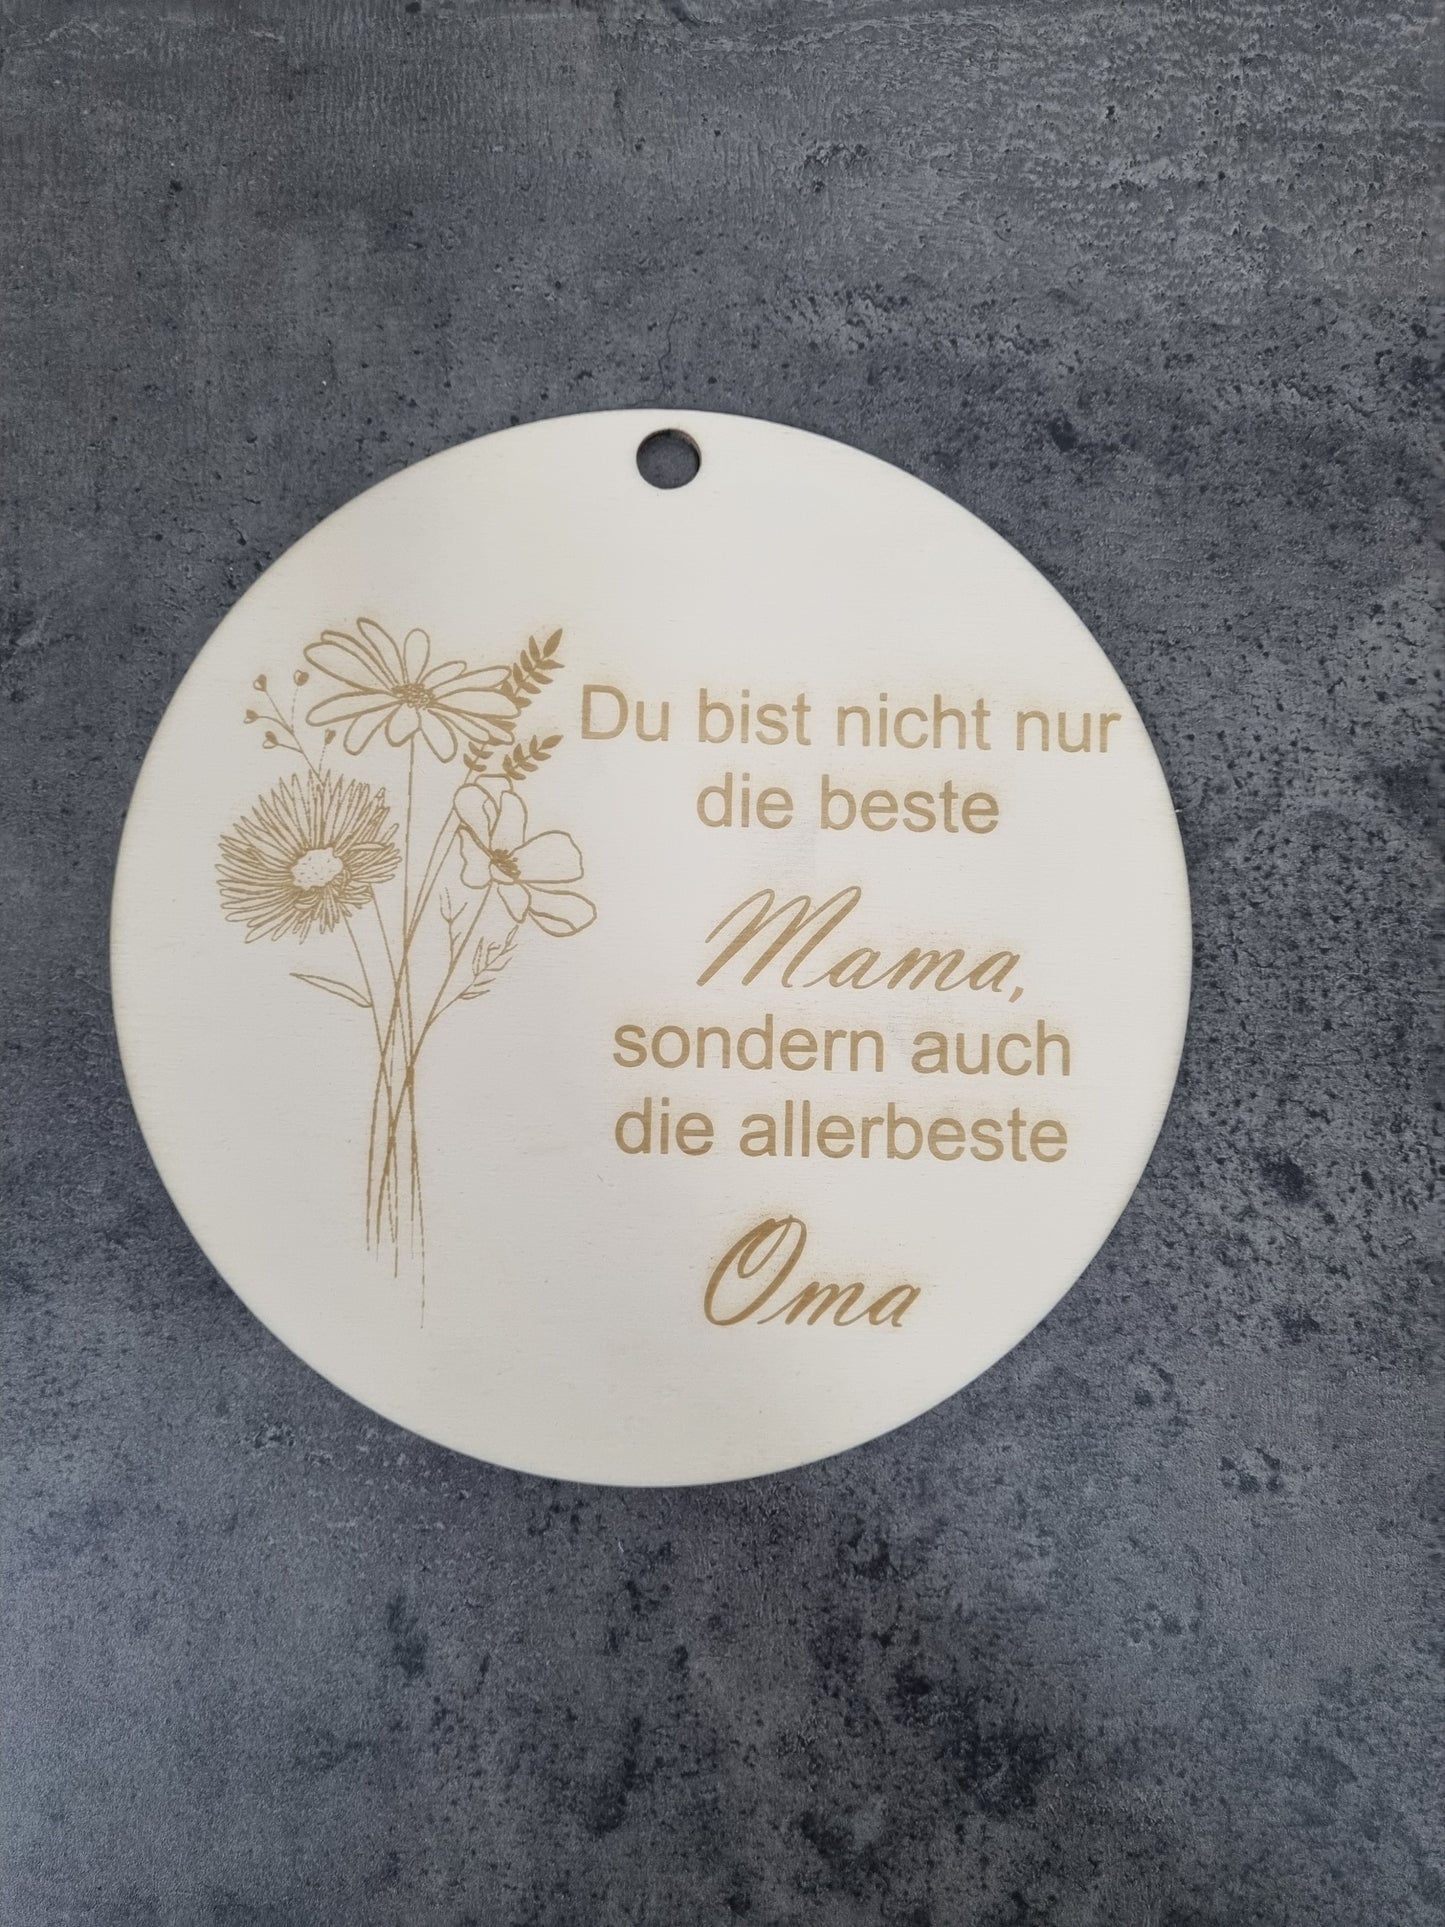 Du bist nicht nur
die beste
Mama,
sondern auch
die allerbeste
Oma